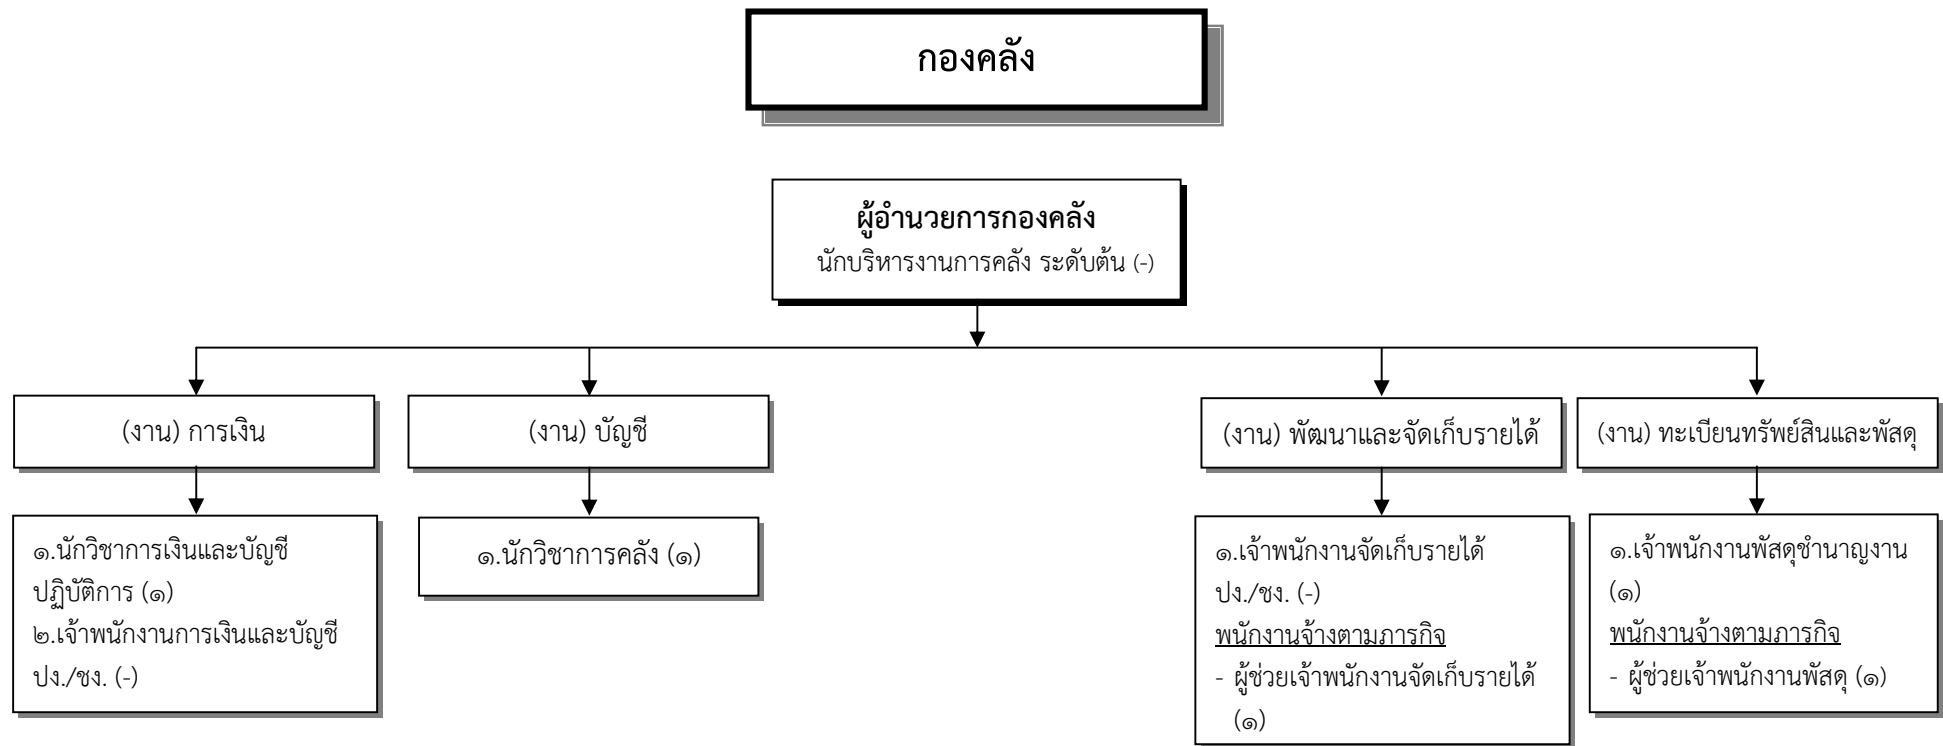 กองคลัง
ผู้อำนวยการกองคลัง
นักบริหารงานการคลัง ระดับต้น (-)
(งาน) การเงิน
(งาน) บัญชี
(งาน) พัฒนาและจัดเก็บรายได้
(งาน) ทะเบียนทรัพย์สินและพัสดุ
๑.นักวิชาการเงินและบัญชี
ปฏิบัติการ (๑)
๒.เจ้าพนักงานการเงินและบัญชี
ปง./ชง. (-)
๑.นักวิชาการคลัง (๑)
๑.เจ้าพนักงานจัดเก็บรายได้
ปง./ชง. (-)
พนักงานจ้างตามภารกิจ
- ผู้ช่วยเจ้าพนักงานจัดเก็บรายได้
(๑)
๑.เจ้าพนักงานพัสดุชำนาญงาน
(๑)
พนักงานจ้างตามภารกิจ
- ผู้ช่วยเจ้าพนักงานพัสดุ (๑)